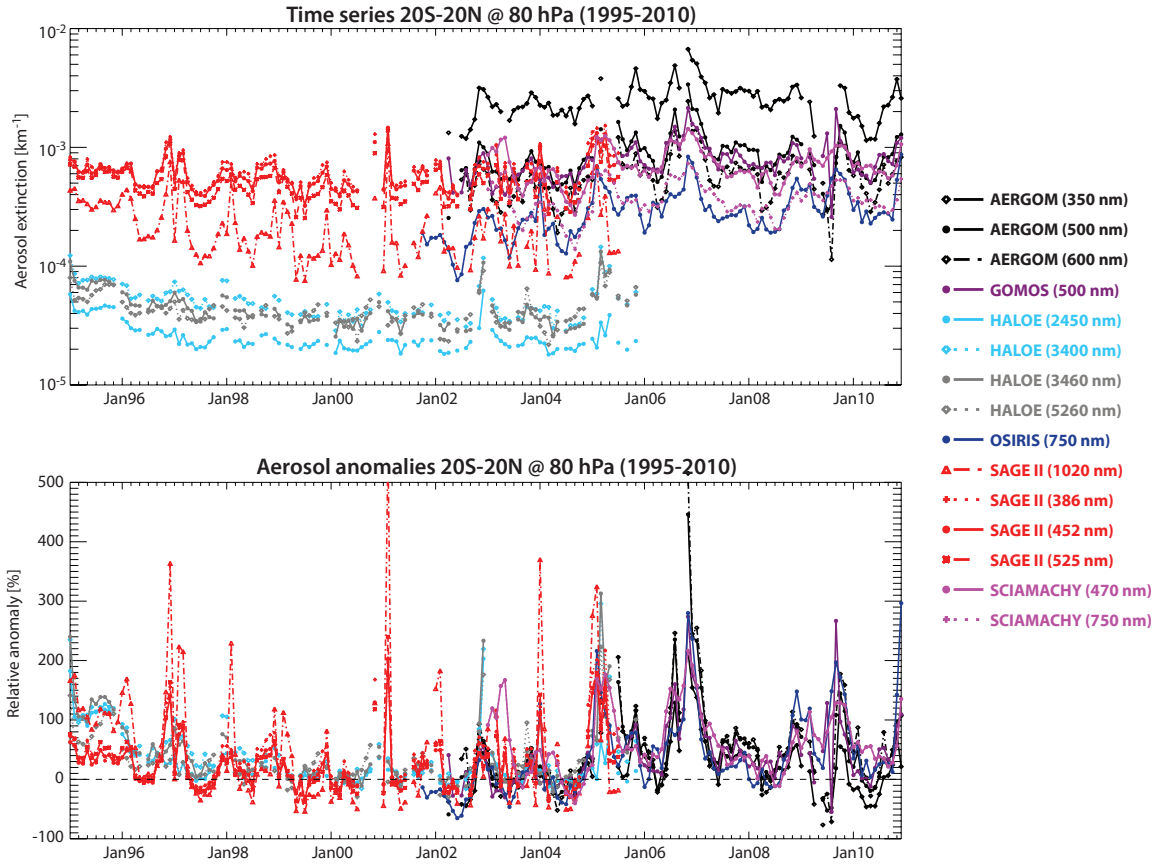 Time series 20S-20N @ 80 hPa (1995-2010)
10-2
10-3
10-4
10-5
Aerosol extinction [km-1]
Jan96 Jan98 Jan00 Jan02 Jan04 Jan06 Jan08 Jan10
Aerosol anomalies 20S-20N @ 80 hPa (1995-2010)
500
400
300
200
100
0
-100
Relative anomaly [%]
Jan96 Jan98 Jan00 Jan02 Jan04 Jan06 Jan08 Jan10
AERGOM (350 nm)
AERGOM (500 nm)
AERGOM (600 nm)
GOMOS (500 nm)
HALOE (2450 nm)
HALOE (3400 nm)
HALOE (3460 nm)
HALOE (5260 nm)
OSIRIS (750 nm)
SAGE II (1020 nm)
SAGE II (386 nm)
SAGE II (452 nm)
SAGE II (525 nm)
SCIAMACHY (470 nm)
SCIAMACHY (750 nm)